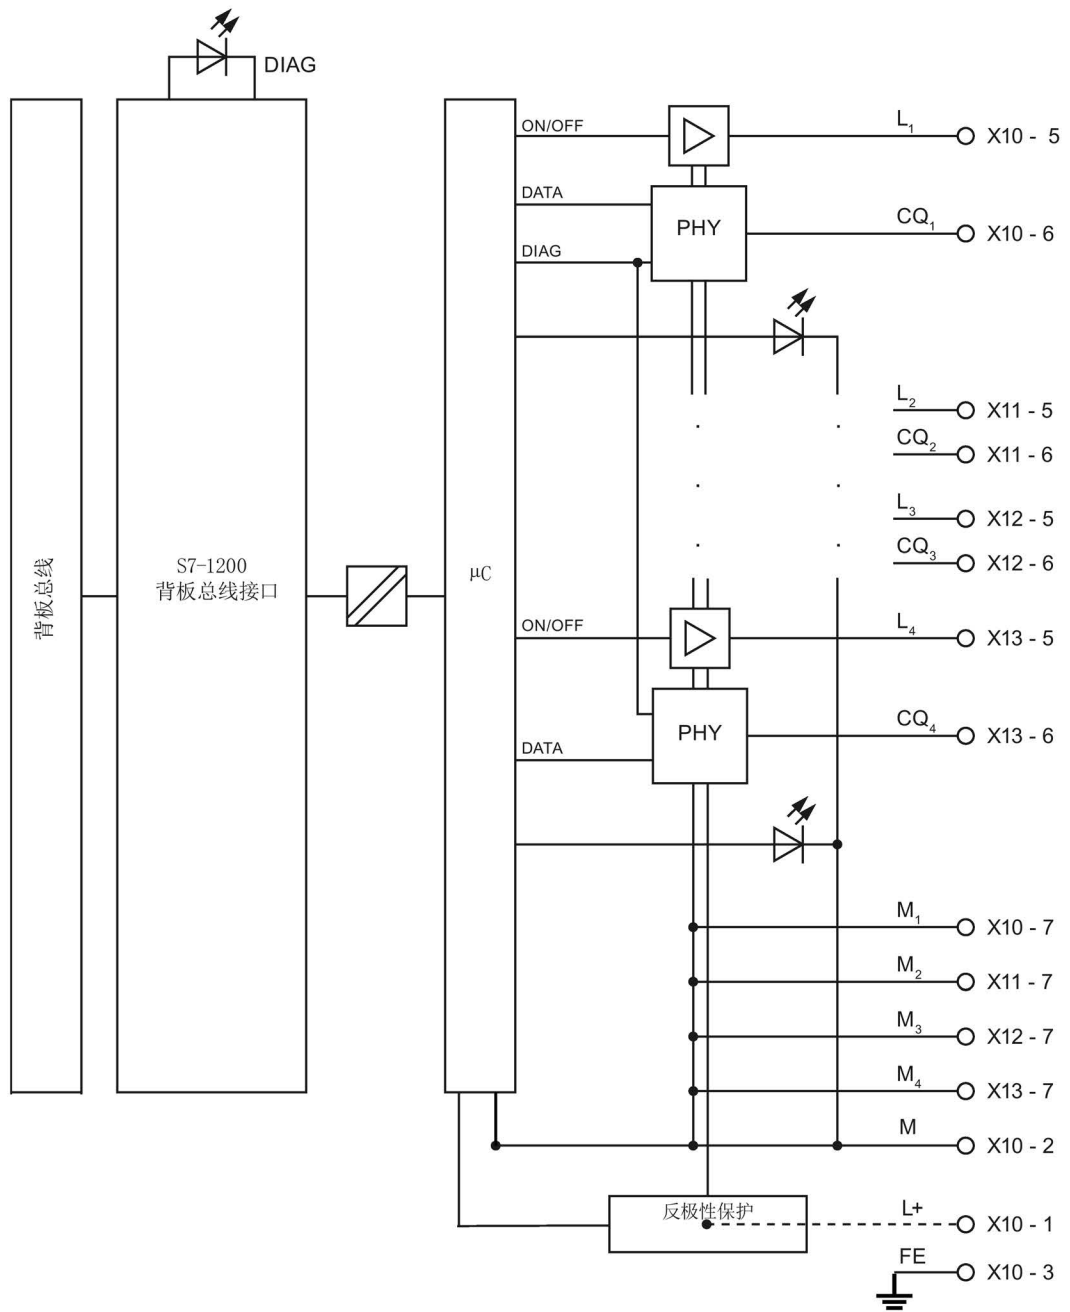 DIAG
ON/OFF
L1
X10 - 5
DATA
PHY
CQ1
X10 - 6
DIAG
L2
X11 - 5
CQ2
X11 - 6
L3
X12 - 5
CQ3
X12 - 6
背板总线
S7-1200
背板总线接口
μC
ON/OFF
L4
X13 - 5
PHY
CQ4
X13 - 6
DATA
M1
X10 - 7
M2
X11 - 7
M3
X12 - 7
M4
X13 - 7
M
X10 - 2
反极性保护
L+
X10 - 1
FE
X10 - 3